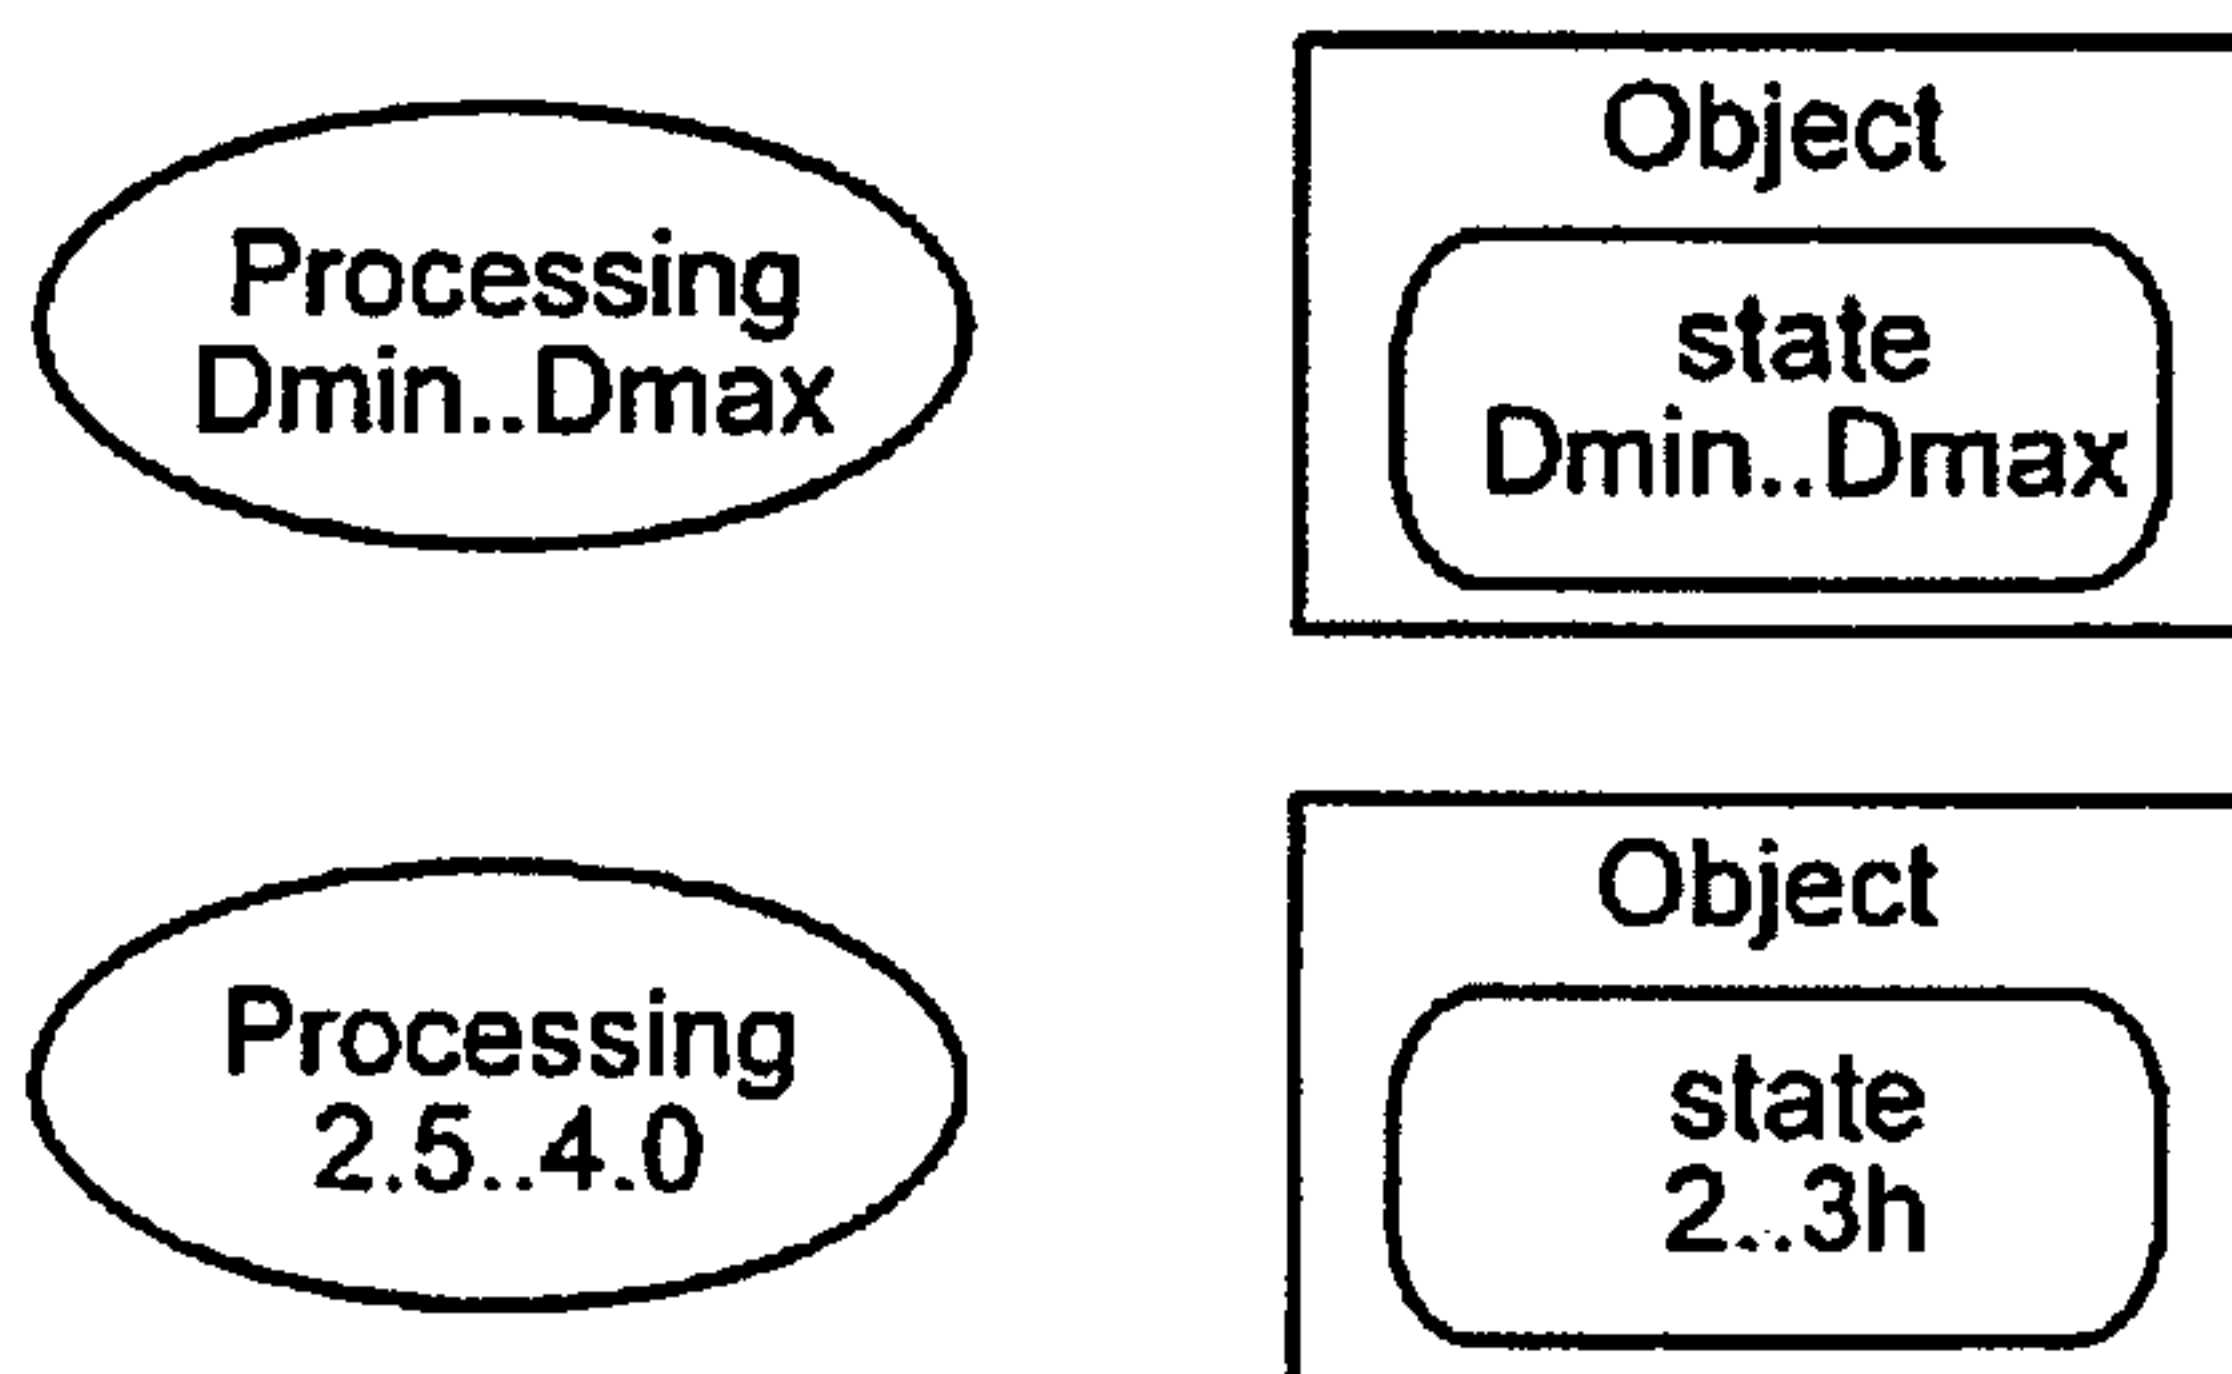 Processing
Dmin..Dmax
Object
state
Dmin..Dmax
Processing
2.5..4.0
Object
state
2..3h